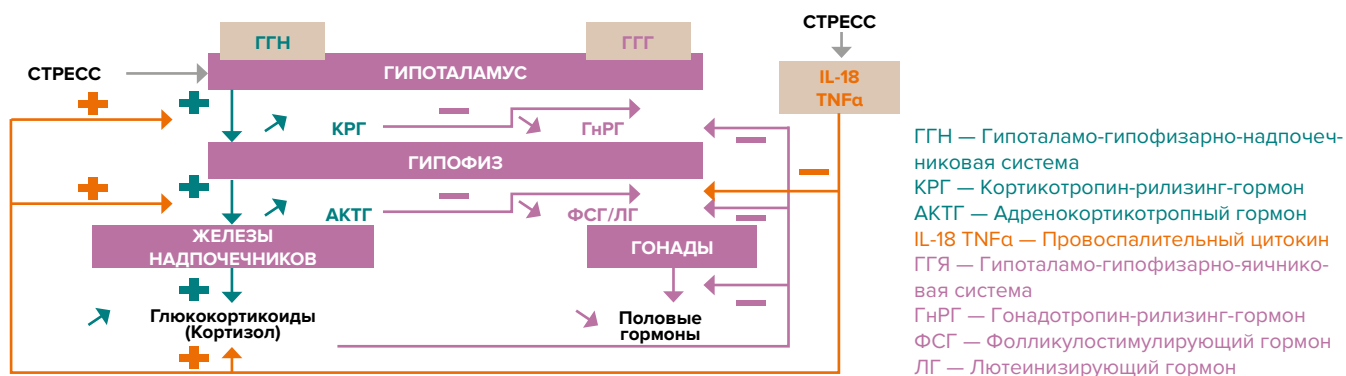 СТРЕСС
ГГН
ГГГ
СТРЕСС
ГИПОТАЛАМУС
IL-18
TNFα
КРГ
ГнРГ
ГИПОФИЗ
АКТГ
ФСГ/ЛГ
ЖЕЛЕЗЫ
НАДПОЧЕЧНИКОВ
ГОНАДЫ
Глюкокортикоиды
(Кортизол)
Половые
гормоны
ГГН — Гипоталамо-гипофизарно-надпочеч-
никовая система
КРГ — Кортикотропин-рилизинг-гормон
АКТГ — Адренокортикотропный гормон
IL-18 TNFα — Провоспалительный цитокин
ГГЯ — Гипоталамо-гипофизарно-яичнико-
вая система
ГнРГ — Гонадотропин-рилизинг-гормон
ФСГ — Фолликулостимулирующий гормон
ЛГ — Лютеинизирующий гормон